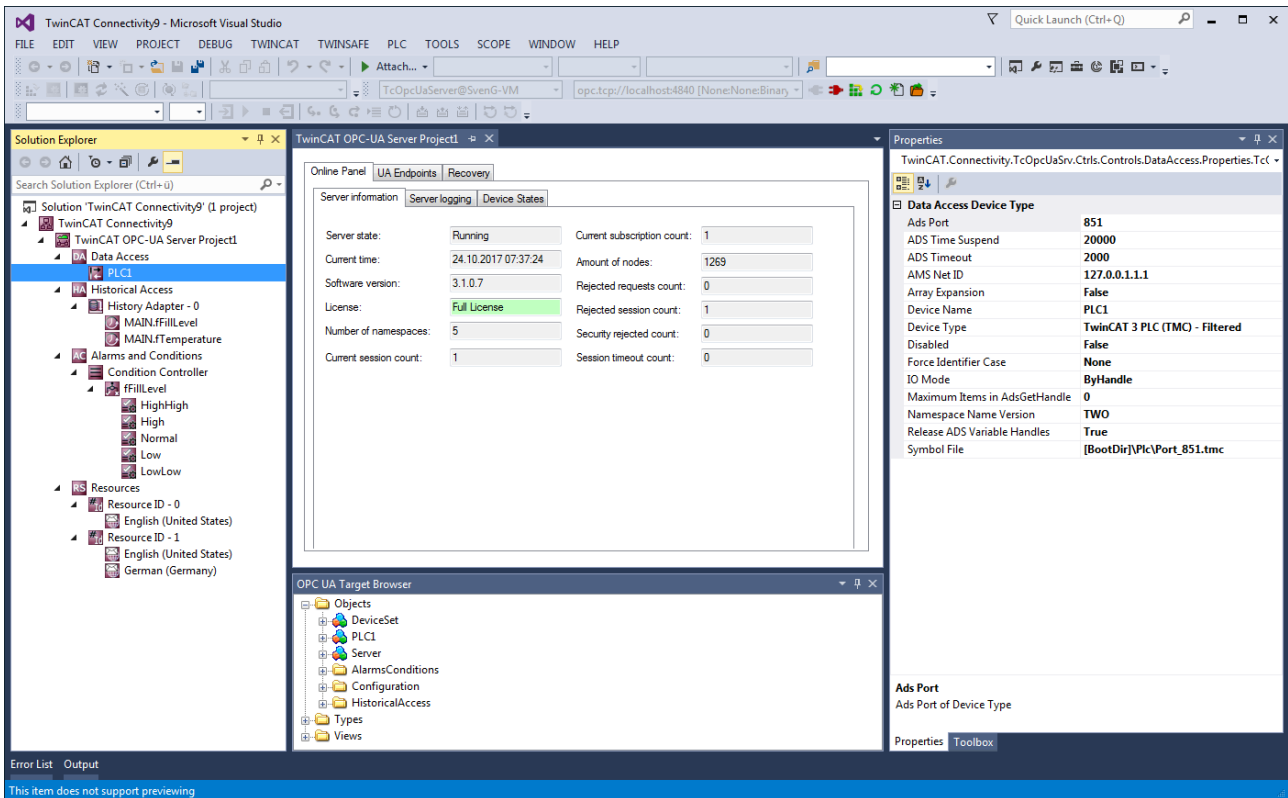 TwinCAT Connectivity9 - Microsoft Visual Studio
Quick Launch (Ctrl+Q)
FILE EDIT VIEW PROJECT DEBUG TWINCAT TWINSAFE PLC TOOLS SCOPE WINDOW HELP
Attach...
TcOpcUaServer@SvenG-VM
opc.tcp://localhost:4840 [None:None:Binary
Solution Explorer
Search Solution Explorer (Ctrl+ü)
Solution 'TwinCAT Connectivity9' (1 project)
TwinCAT Connectivity9
TwinCAT OPC-UA Server Project1
DA Data Access
PLC1
HA Historical Access
History Adapter - 0
MAIN.fFillLevel
MAIN.fTemperature
AC Alarms and Conditions
Condition Controller
fFillLevel
HighHigh
High
Normal
Low
LowLow
RS Resources
Resource ID - 0
English (United States)
Resource ID - 1
English (United States)
German (Germany)
TwinCAT OPC-UA Server Project1
Online Panel UA Endpoints Recovery
Server information Server logging Device States
Server state: Running Current subscription count: 1
Current time: 24.10.2017 07:37:24 Amount of nodes: 1269
Software version: 3.1.0.7 Rejected requests count: 0
License: Full License Rejected session count: 1
Number of namespaces: 5 Security rejected count: 0
Current session count: 1 Session timeout count: 0
OPC UA Target Browser
Objects
DeviceSet
PLC1
Server
AlarmsConditions
Configuration
HistoricalAccess
Types
Views
Properties
TwinCAT.Connectivity.TcOpcUaSrv.Ctrls.Controls.DataAccess.Properties.Tc(
Data Access Device Type
Ads Port 851
ADS Time Suspend 20000
ADS Timeout 2000
AMS Net ID 127.0.0.1.1.1
Array Expansion False
Device Name PLC1
Device Type TwinCAT 3 PLC (TMC) - Filtered
Disabled False
Force Identifier Case None
IO Mode ByHandle
Maximum Items in AdsGetHandle 0
Namespace Name Version TWO
Release ADS Variable Handles True
Symbol File [BootDir]\Plc\Port_851.tmc
Ads Port
Ads Port of Device Type
Properties Toolbox
Error List Output
This item does not support previewing